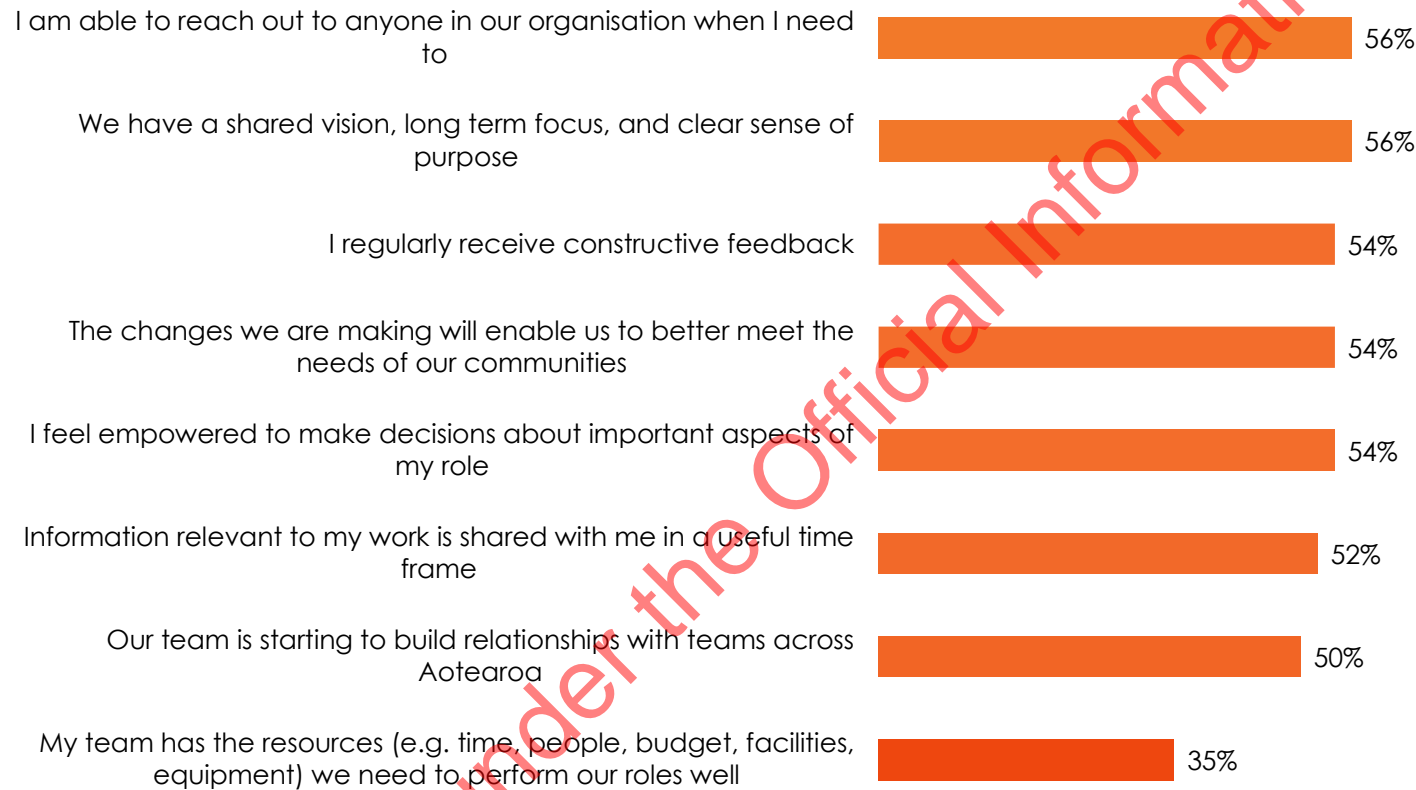 I am able to reach out to anyone in our organisation when I need
to
56%
We have a shared vision, long term focus, and clear sense of
purpose
56%
I regularly receive constructive feedback
54%
The changes we are making will enable us to better meet the
needs of our communities
54%
I feel empowered to make decisions about important aspects of
my role
54%
Information relevant to my work is shared with me in a useful time
frame
52%
Our team is starting to build relationships with teams across
Aotearoa
50%
My team has the resources (e.g. time, people, budget, facilities,
equipment) we need to perform our roles well
35%
under the Official Informati